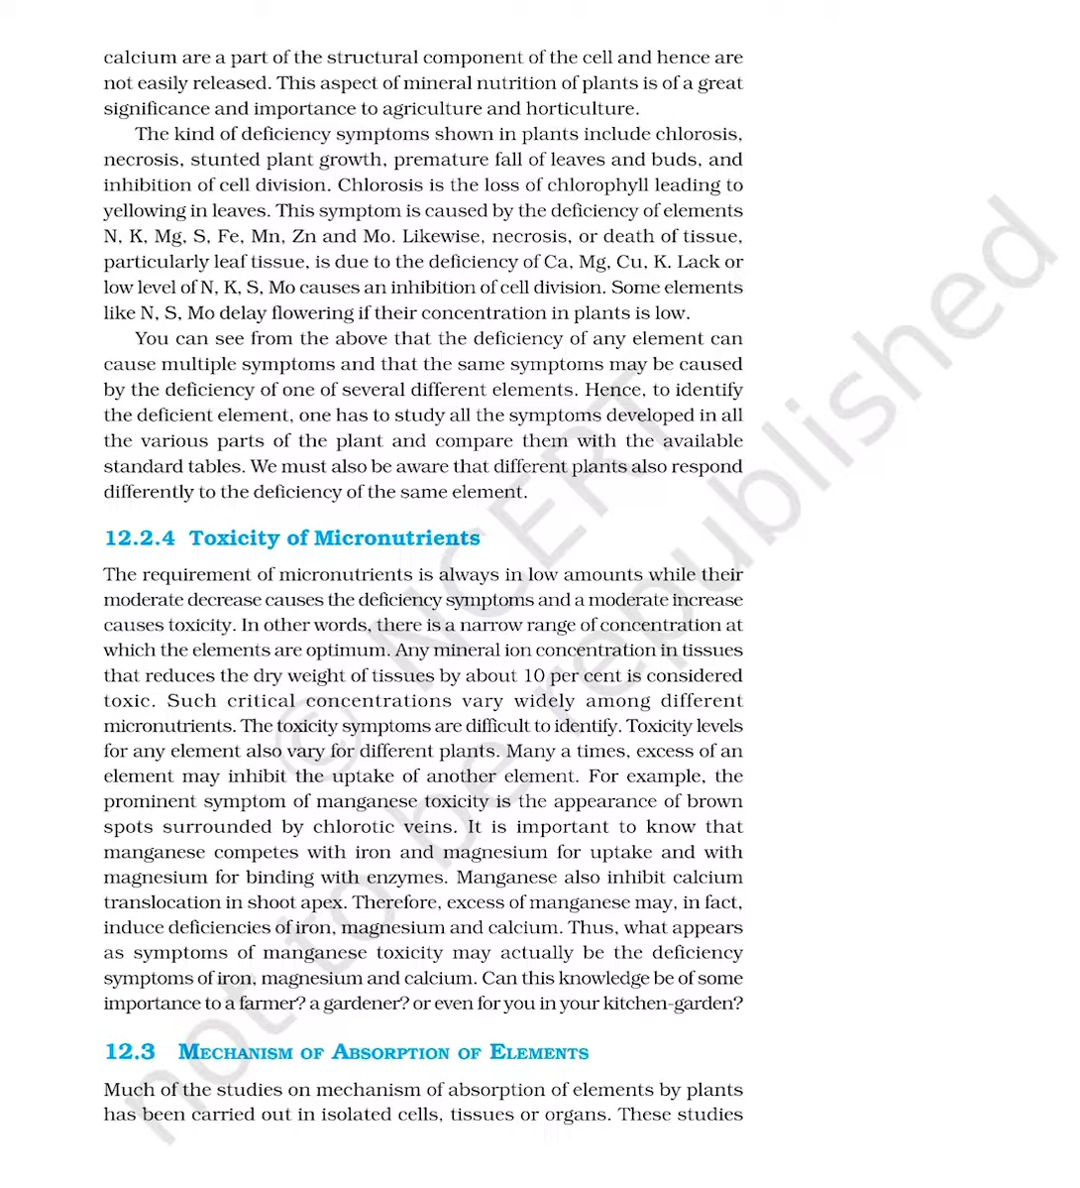 calcium are a part of the structural component of the cell and hence are
not easily released. This aspect of mineral nutrition of plants is of a great
significance and importance to agriculture and horticulture.
The kind of deficiency symptoms shown in plants include chlorosis,
necrosis, stunted plant growth, premature fall of leaves and buds, and
inhibition of cell division. Chlorosis is the loss of chlorophyll leading to
yellowing in leaves. This symptom is caused by the deficiency of elements
N, K, Mg, S, Fe, Mn, Zn and Mo. Likewise, necrosis, or death of tissue,
particularly leaf tissue, is due to the deficiency of Ca, Mg, Cu, K. Lack or
low level of N, K, S, Mo causes an inhibition of cell division. Some elements
like N, S, Mo delay flowering if their concentration in plants is low.
You can see from the above that the deficiency of any element can
cause multiple symptoms and that the same symptoms may be caused
by the deficiency of one of several different elements. Hence, to identify
the deficient element, one has to study all the symptoms developed in all
the various parts of the plant and compare them with the available
standard tables. We must also be aware that different plants also respond
differently to the deficiency of the same element.
12.2.4 Toxicity of Micronutrients
The requirement of micronutrients is always in low amounts while their
moderate decrease causes the deficiency symptoms and a moderate increase
causes toxicity. In other words, there is a narrow range of concentration at
which the elements are optimum. Any mineral ion concentration in tissues
that reduces the dry weight of tissues by about 10 per cent is considered
toxic. Such critical concentrations vary widely among different
micronutrients. The toxicity symptoms are difficult to identify. Toxicity levels
for any element also vary for different plants. Many a times, excess of an
element may inhibit the uptake of another element. For example, the
prominent symptom of manganese toxicity is the appearance of brown
spots surrounded by chlorotic veins. It is important to know that
manganese competes with iron and magnesium for uptake and with
magnesium for binding with enzymes. Manganese also inhibit calcium
translocation in shoot apex. Therefore, excess of manganese may, in fact,
induce deficiencies of iron, magnesium and calcium. Thus, what appears
as symptoms of manganese toxicity may actually be the deficiency
symptoms of iron, magnesium and calcium. Can this knowledge be of some
importance to a farmer? a gardener? or even for you in your kitchen-garden?
12.3 MECHANISM OF ABSORPTION OF ELEMENTS
Much of the studies on mechanism of absorption of elements by plants
has been carried out in isolated cells, tissues or organs. These studies
© NCERT
not to be republished